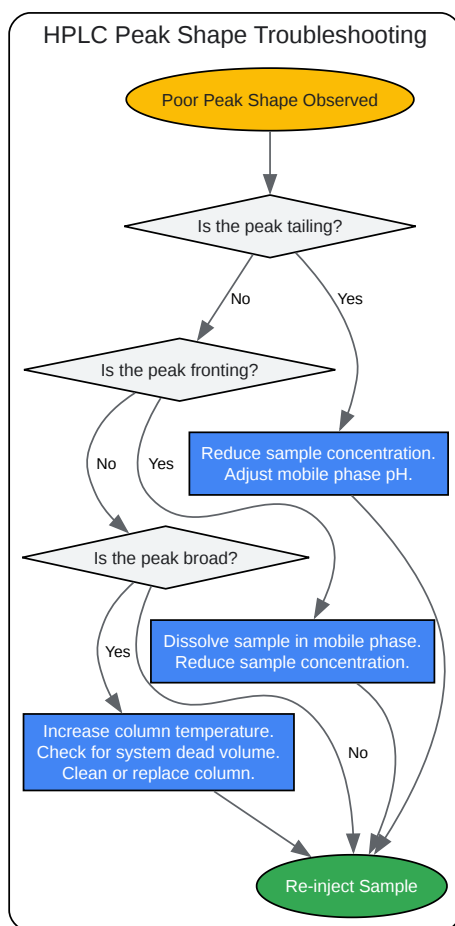 HPLC Peak Shape Troubleshooting
Poor Peak Shape Observed
Is the peak tailing?
No
Yes
Is the peak fronting?
Reduce sample concentration.
Adjust mobile phase pH.
No
Yes
Is the peak broad?
Dissolve sample in mobile phase.
Reduce sample concentration.
Yes
Increase column temperature.
Check for system dead volume.
Clean or replace column.
No
Re-inject Sample